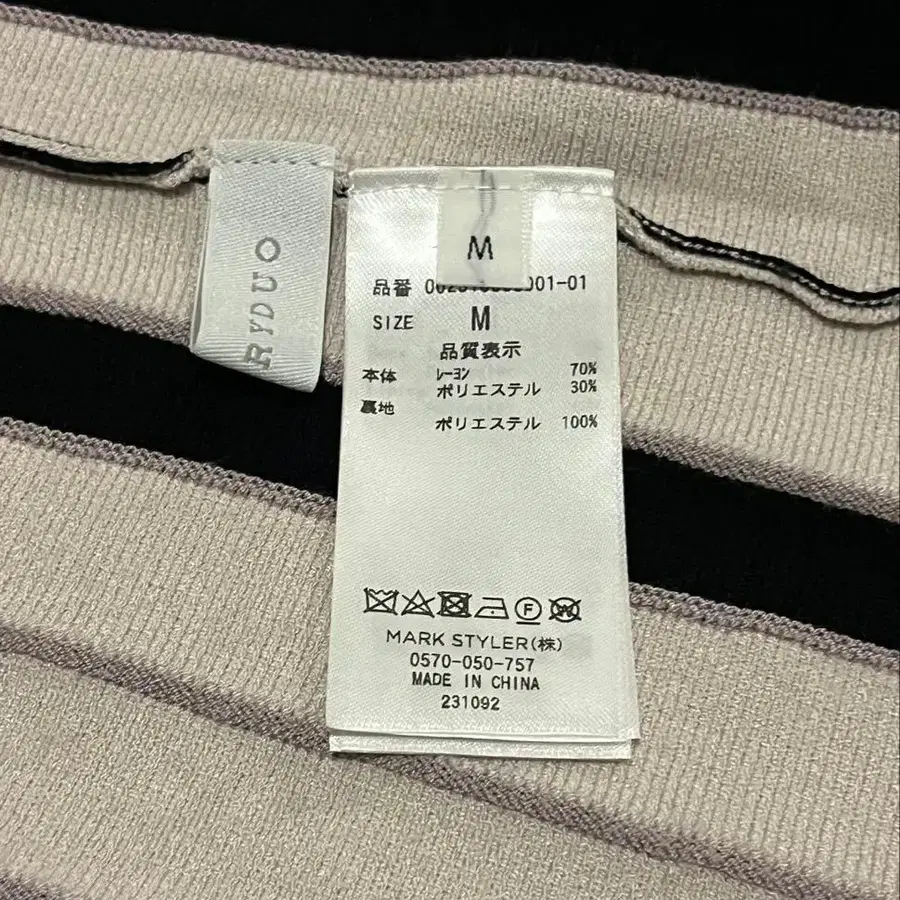 RYDUO
M
品番 001-01
SIZE M
品質表示
本体 レーヨン 70%
ポリエステル 30%
裏地
ポリエステル 100%
F
W
MARK STYLER(株)
0570-050-757
MADE IN CHINA
231092